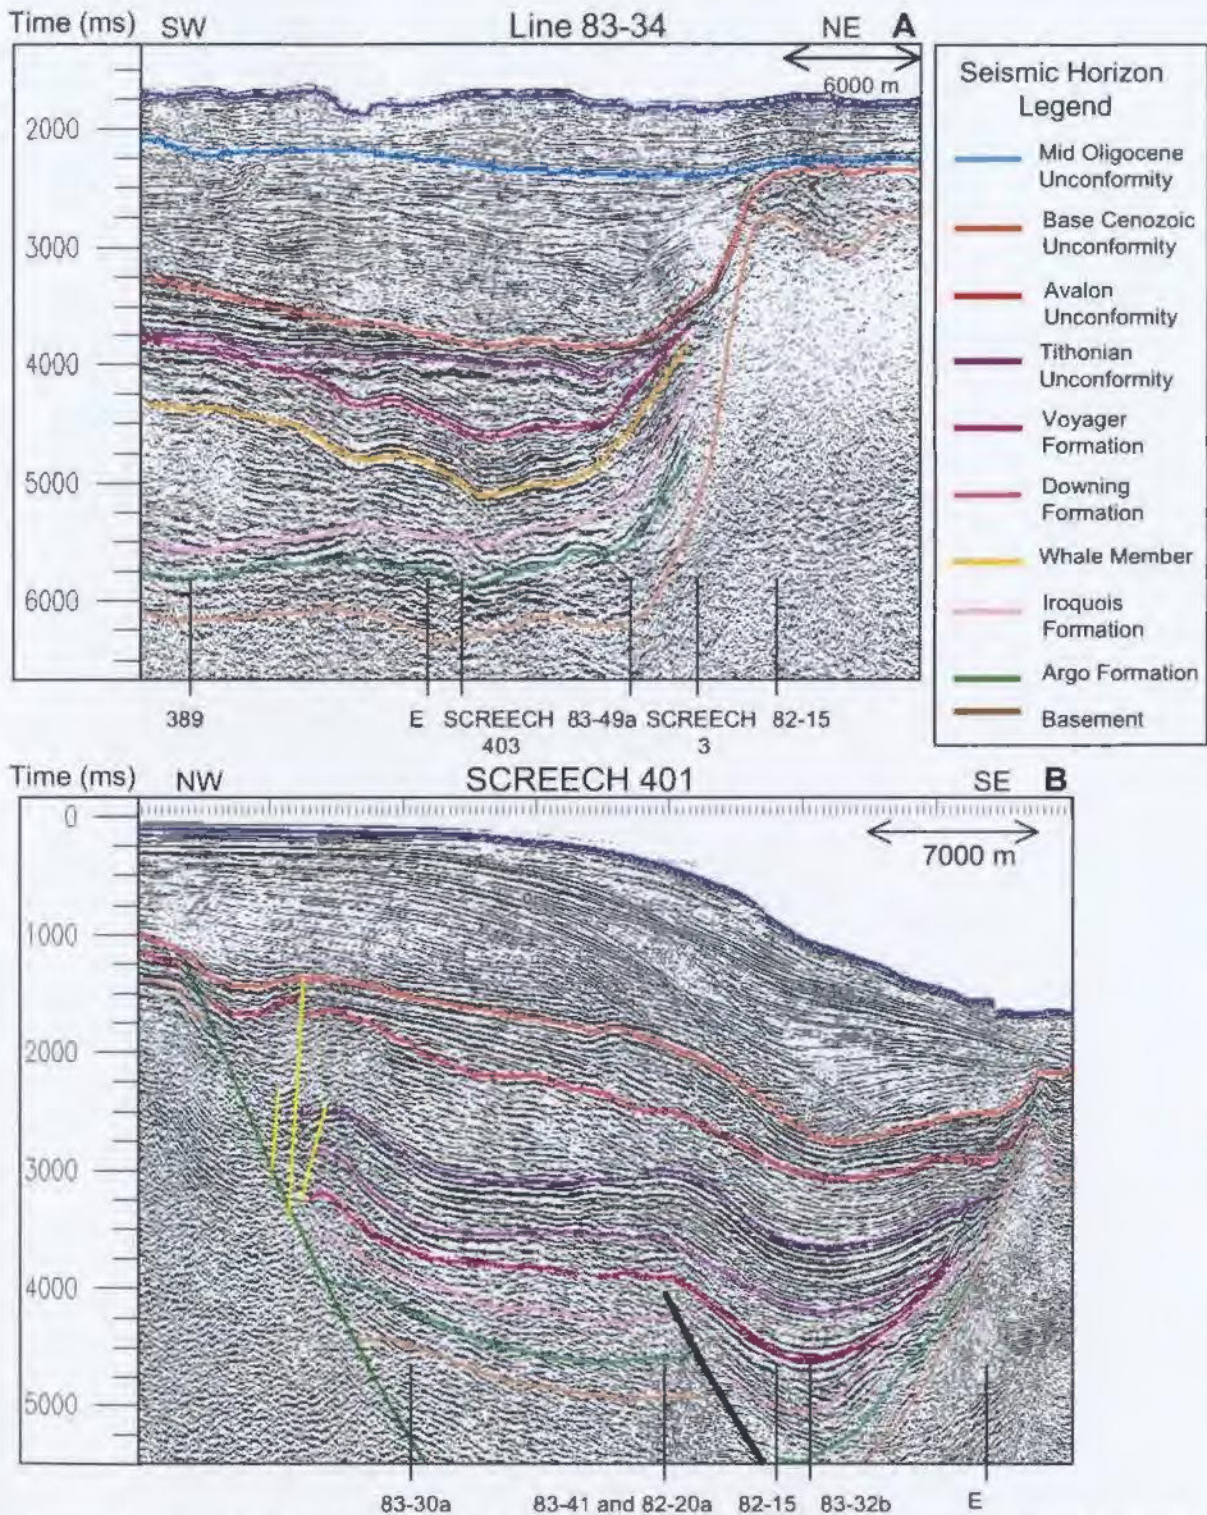 Time (ms) SW Line 83-34 NE A
6000 m
2000
3000
4000
5000
6000
389 E SCREECH 83-49a SCREECH 82-15
403 3
Seismic Horizon
Legend
Mid Oligocene
Unconformity
Base Cenozoic
Unconformity
Avalon
Unconformity
Tithonian
Unconformity
Voyager
Formation
Downing
Formation
Whale Member
Iroquois
Formation
Argo Formation
Basement
Time (ms) NW SCREECH 401 SE B
7000 m
0
1000
2000
3000
4000
5000
83-30a 83-41 and 82-20a 82-15 83-32b E